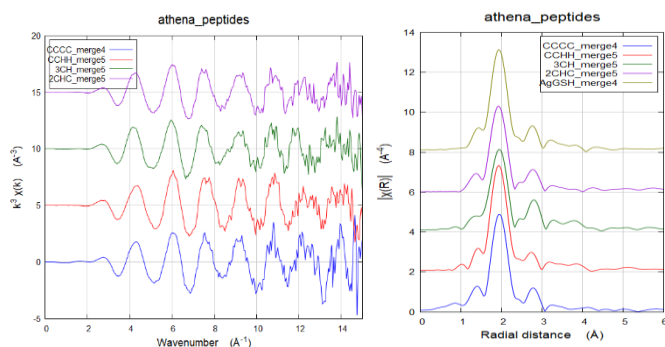 athena_peptides
CCCC_merge4
CCHH_merge5
3CH_merge5
2CHC_merge5
k³ χ(k) (Å⁻³)
20
15
10
5
0
-5
0 2 4 6 8 10 12 14
Wavenumber (Å⁻¹)
athena_peptides
CCCC_merge4
CCHH_merge5
3CH_merge5
2CHC_merge5
AgGSH_merge4
|χ(R)| (Å⁻⁴)
14
12
10
8
6
4
2
0
0 1 2 3 4 5 6
Radial distance (Å)